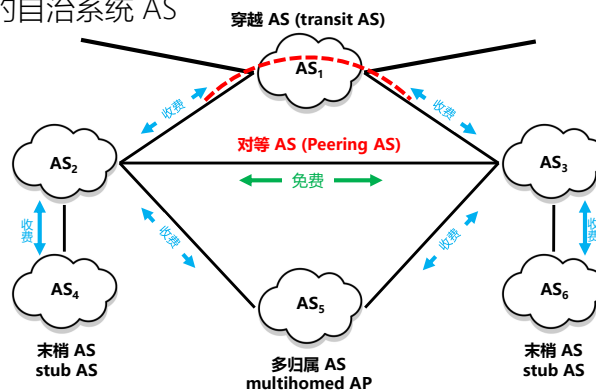 的自治系统 AS
穿越 AS (transit AS)
AS1
收费
收费
对等 AS (Peering AS)
免费
AS2
AS3
收费
收费
收费
收费
AS4
AS5
AS6
末梢 AS
stub AS
多归属 AS
multihomed AP
末梢 AS
stub AS